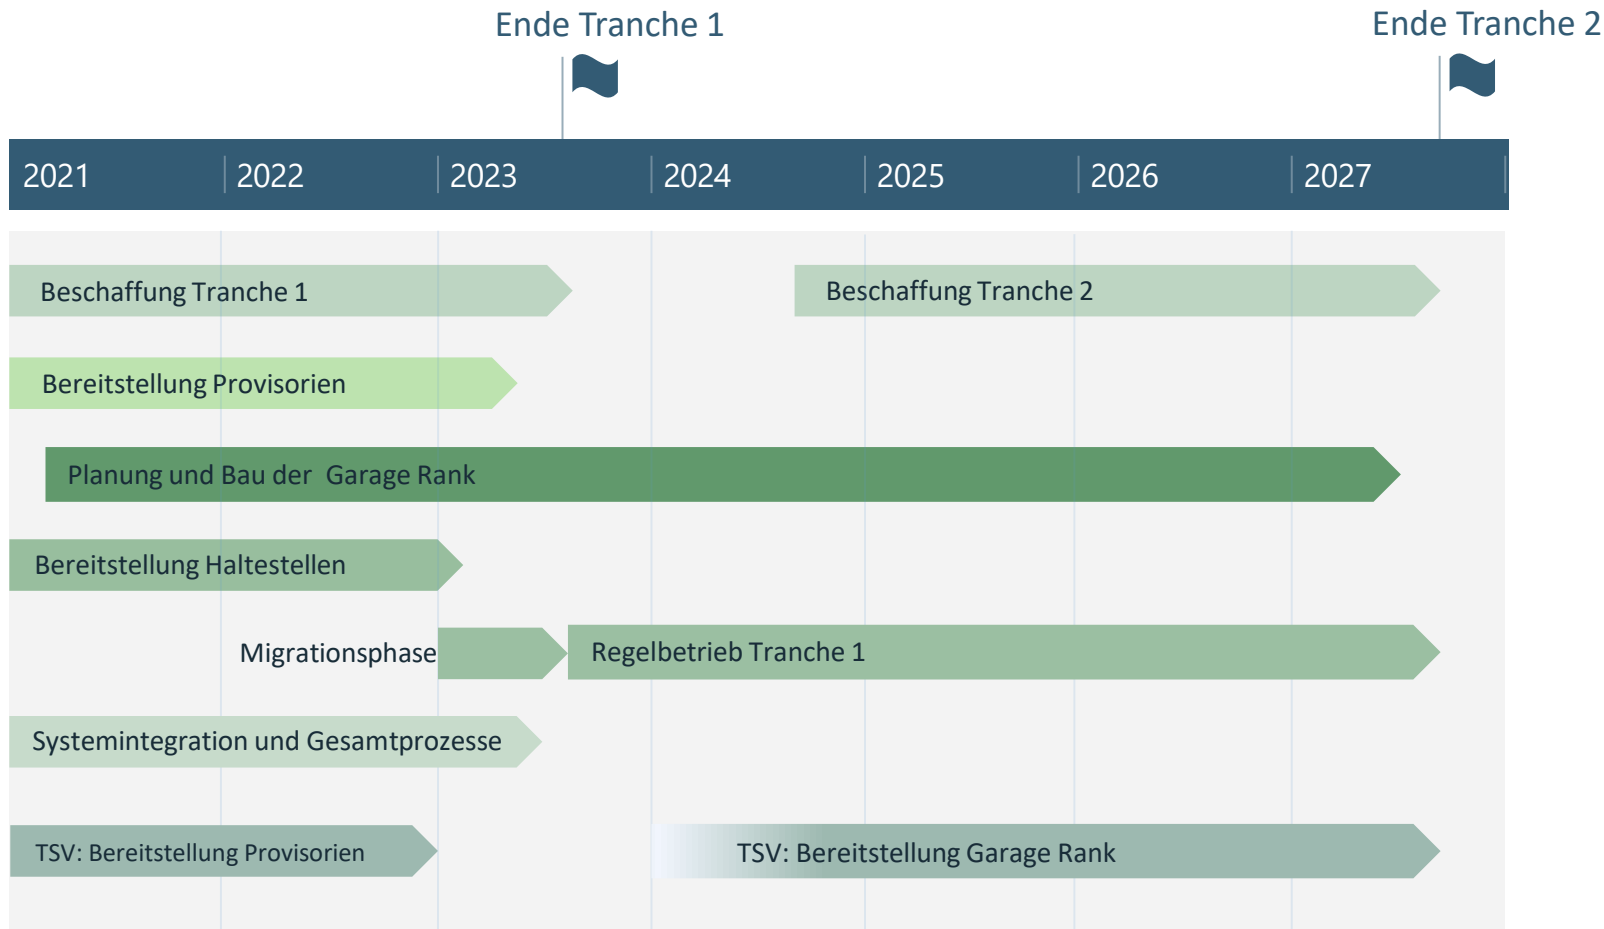 Ende Tranche 1
Ende Tranche 2
2021
2022
2023
2024
2025
2026
2027
Beschaffung Tranche 1
Beschaffung Tranche 2
Bereitstellung Provisorien
Planung und Bau der Garage Rank
Bereitstellung Haltestellen
Migrationsphase
Regelbetrieb Tranche 1
Systemintegration und Gesamtprozesse
TSV: Bereitstellung Provisorien
TSV: Bereitstellung Garage Rank